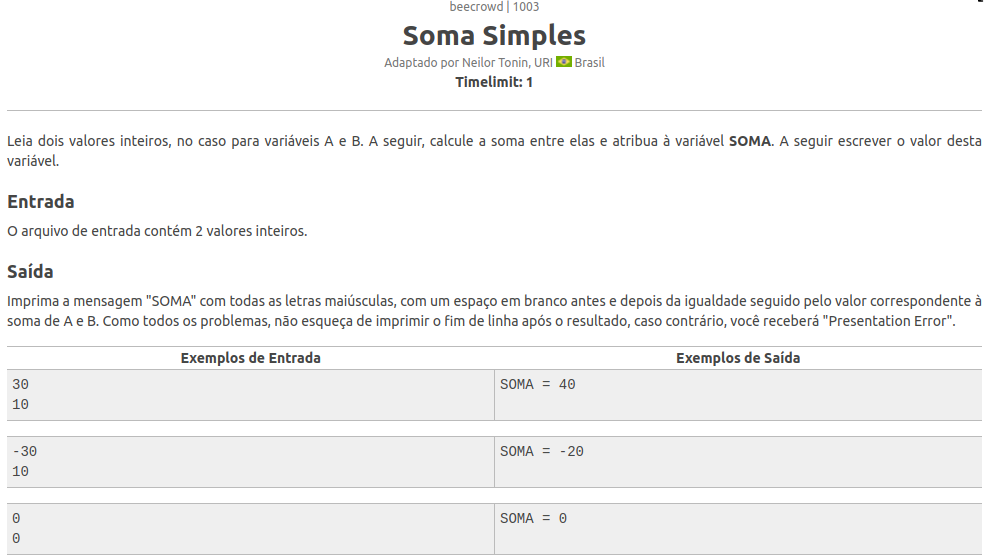 beecrowd | 1003
Soma Simples
Adaptado por Neilor Tonin, URI Brasil
Timelimit: 1
Leia dois valores inteiros, no caso para variáveis A e B. A seguir, calcule a soma entre elas e atribua à variável SOMA. A seguir escrever o valor desta
variável.
Entrada
O arquivo de entrada contém 2 valores inteiros.
Saída
Imprima a mensagem "SOMA" com todas as letras maiúsculas, com um espaço em branco antes e depois da igualdade seguido pelo valor correspondente à
soma de A e B. Como todos os problemas, não esqueça de imprimir o fim de linha após o resultado, caso contrário, você receberá "Presentation Error".
Exemplos de Entrada Exemplos de Saída
30 SOMA = 40
10
-30 SOMA = -20
10
0 SOMA = 0
0